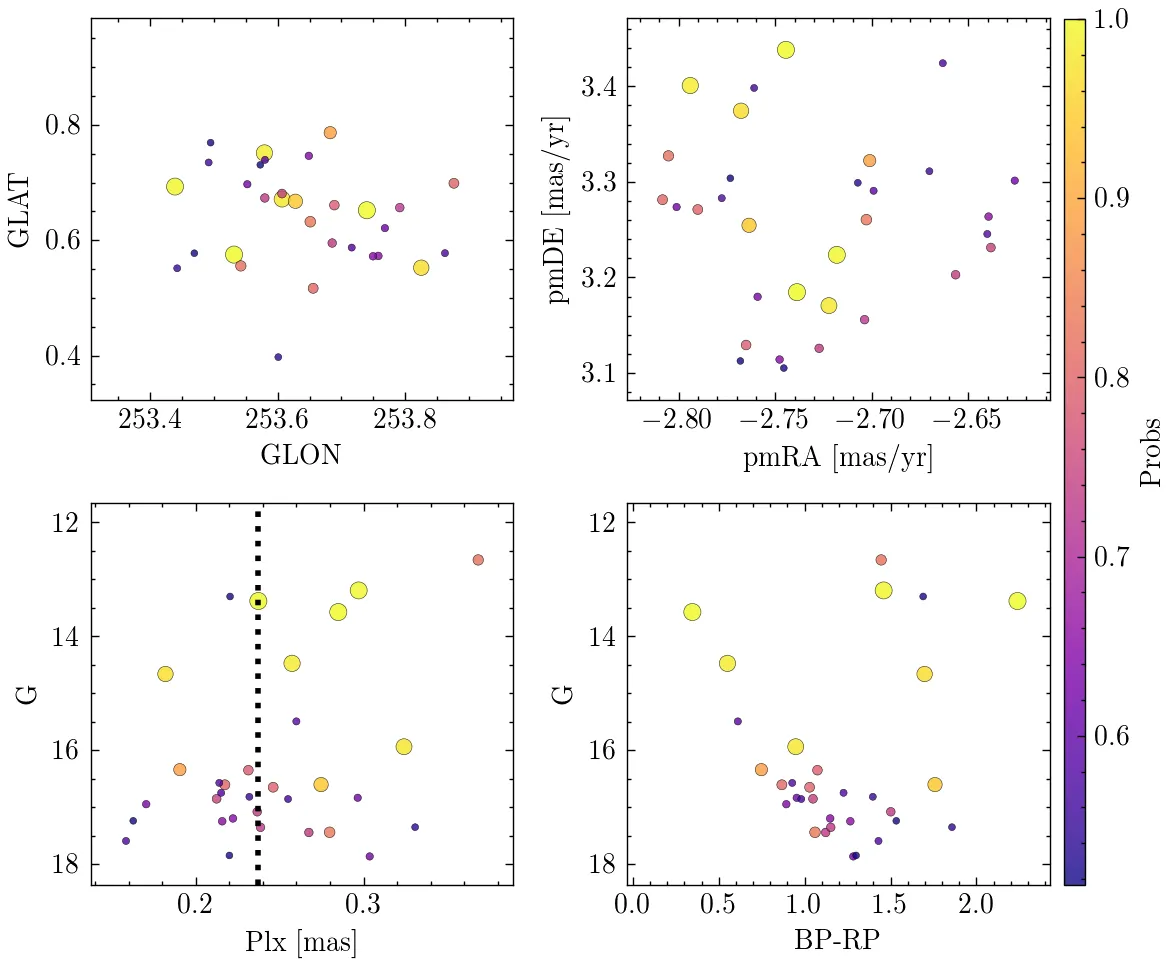 0.8
0.6
0.4
GLAT
253.4 253.6 253.8
GLON
3.4
3.3
3.2
3.1
pmDE [mas/yr]
−2.80 −2.75 −2.70 −2.65
pmRA [mas/yr]
12
14
16
18
G
0.2 0.3
Plx [mas]
12
14
16
18
G
0.0 0.5 1.0 1.5 2.0
BP-RP
1.0
0.9
0.8
0.7
0.6
Probs